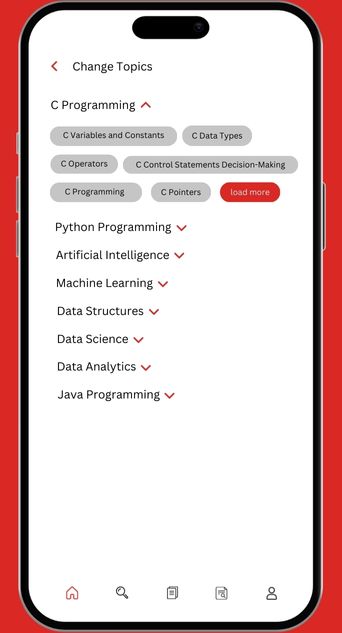 Change Topics
C Programming
C Variables and Constants
C Data Types
C Operators
C Control Statements Decision-Making
C Programming
C Pointers
load more
Python Programming
Artificial Intelligence
Machine Learning
Data Structures
Data Science
Data Analytics
Java Programming